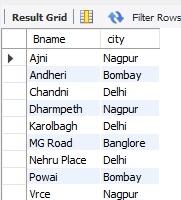 Result Grid Filter Rows
Bname city
Ajni Nagpur
Andheri Bombay
Chandni Delhi
Dharmpeth Nagpur
Karolbagh Delhi
MG Road Banglore
Nehru Place Delhi
Powai Bombay
Vrce Nagpur